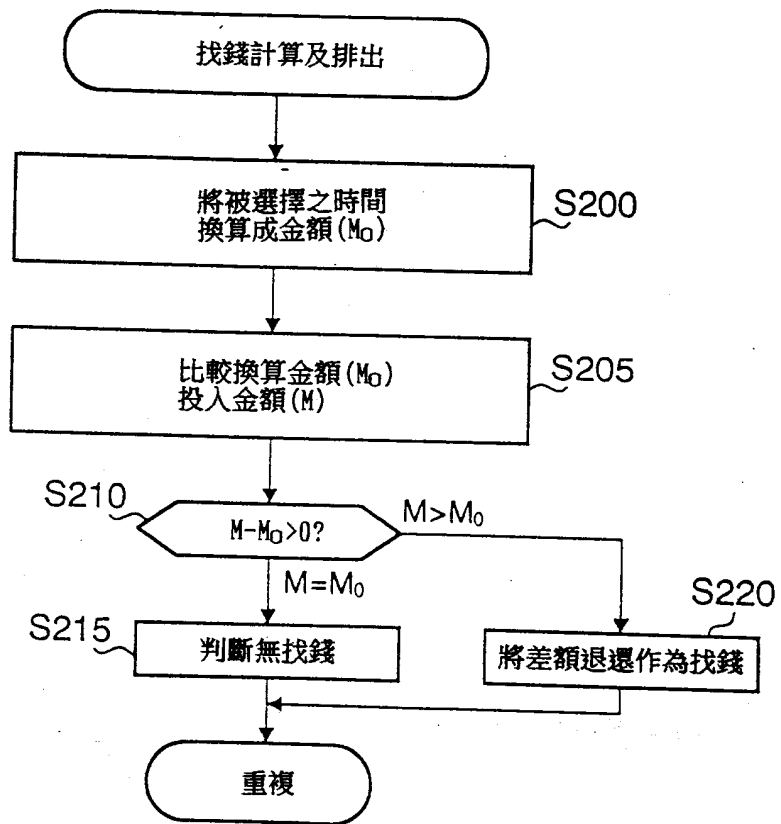 找錢計算及排出
將被選擇之時間
換算成金額(M₀)
S200
比較換算金額(M₀)
投入金額(M)
S205
S210
M-M₀>0?
M>M₀
M=M₀
S215
判斷無找錢
S220
將差額退還作為找錢
重複